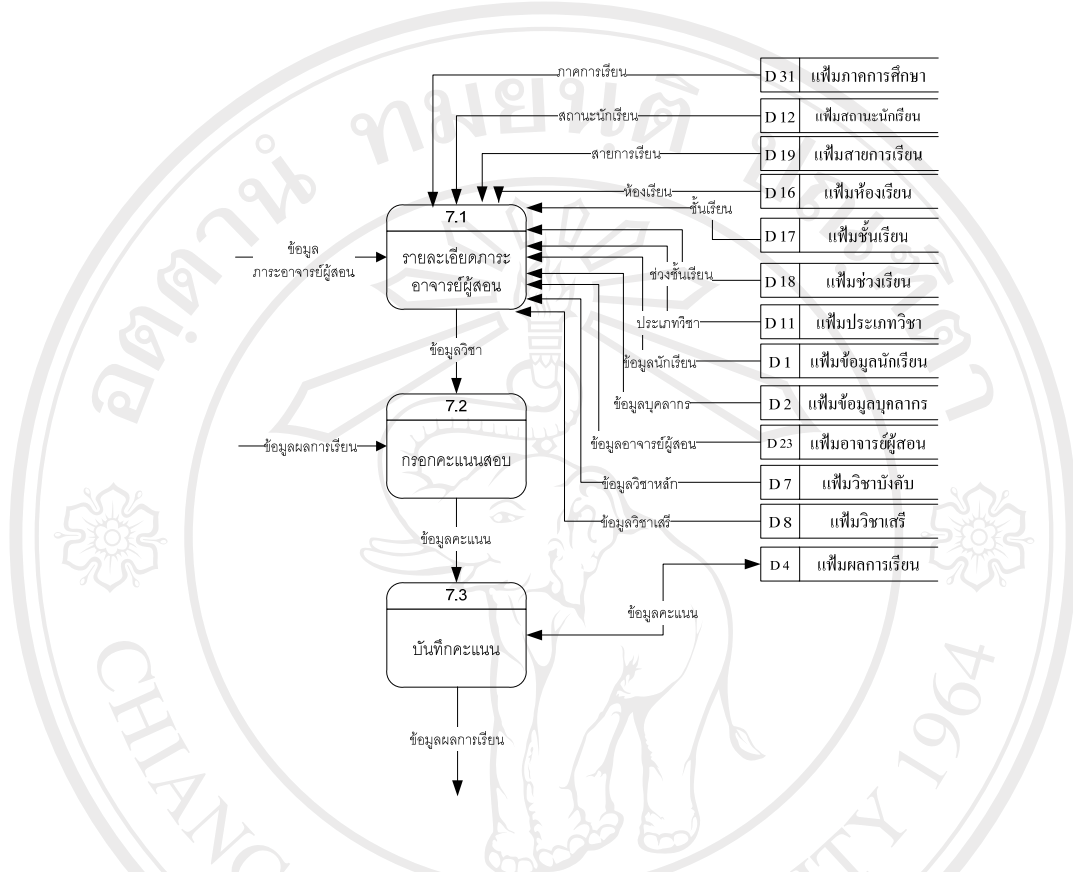 ภาคการเรียน
D 31 แฟ้มภาคการศึกษา
สถานะนักเรียน
D 12 แฟ้มสถานะนักเรียน
สายการเรียน
D 19 แฟ้มสายการเรียน
ห้องเรียน
D 16 แฟ้มห้องเรียน
ชั้นเรียน
D 17 แฟ้มชั้นเรียน
7.1
รายละเอียดภาระ
อาจารย์ผู้สอน
ข้อมูล
ภาระอาจารย์ผู้สอน
ช่วงชั้นเรียน
D 18 แฟ้มช่วงเรียน
ประเภทวิชา
D 11 แฟ้มประเภทวิชา
ข้อมูลวิชา
ข้อมูลนักเรียน
D 1 แฟ้มข้อมูลนักเรียน
7.2
กรอกคะแนนสอบ
ข้อมูลผลการเรียน
ข้อมูลบุคลากร
D 2 แฟ้มข้อมูลบุคลากร
ข้อมูลอาจารย์ผู้สอน
D 23 แฟ้มอาจารย์ผู้สอน
ข้อมูลวิชาหลัก
D 7 แฟ้มวิชาบังคับ
ข้อมูลวิชาเสรี
D 8 แฟ้มวิชาเสรี
ข้อมูลคะแนน
D 4 แฟ้มผลการเรียน
7.3
บันทึกคะแนน
ข้อมูลคะแนน
ข้อมูลผลการเรียน
1964